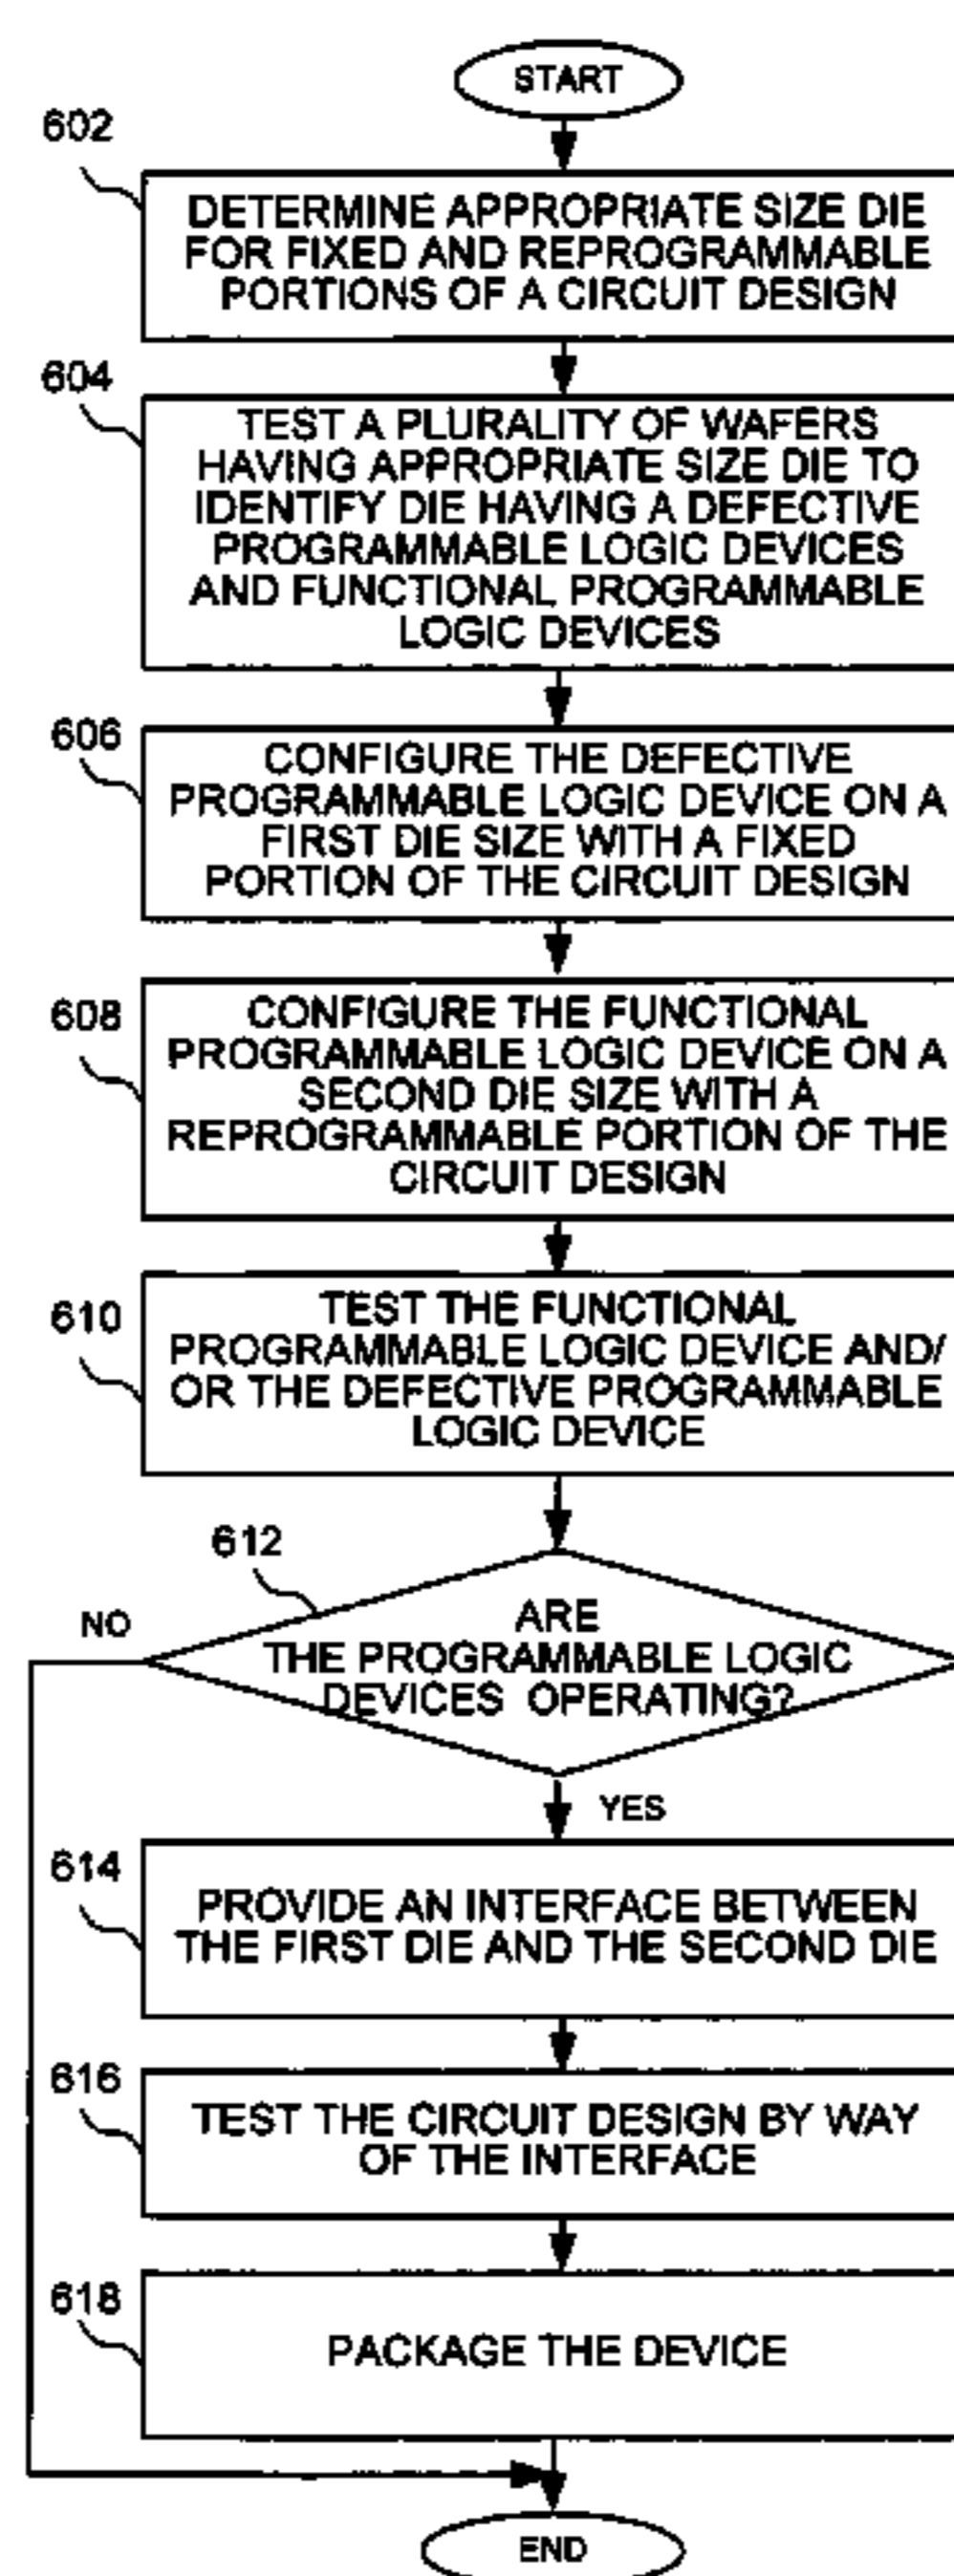 START
602
DETERMINE APPROPRIATE SIZE DIE
FOR FIXED AND REPROGRAMMABLE
PORTIONS OF A CIRCUIT DESIGN
604
TEST A PLURALITY OF WAFERS
HAVING APPROPRIATE SIZE DIE TO
IDENTIFY DIE HAVING A DEFECTIVE
PROGRAMMABLE LOGIC DEVICES
AND FUNCTIONAL PROGRAMMABLE
LOGIC DEVICES
606
CONFIGURE THE DEFECTIVE
PROGRAMMABLE LOGIC DEVICE ON A
FIRST DIE SIZE WITH A FIXED
PORTION OF THE CIRCUIT DESIGN
608
CONFIGURE THE FUNCTIONAL
PROGRAMMABLE LOGIC DEVICE ON A
SECOND DIE SIZE WITH A
REPROGRAMMABLE PORTION OF THE
CIRCUIT DESIGN
610
TEST THE FUNCTIONAL
PROGRAMMABLE LOGIC DEVICE AND/
OR THE DEFECTIVE PROGRAMMABLE
LOGIC DEVICE
612
NO
ARE
THE PROGRAMMABLE LOGIC
DEVICES OPERATING?
YES
614
PROVIDE AN INTERFACE BETWEEN
THE FIRST DIE AND THE SECOND DIE
616
TEST THE CIRCUIT DESIGN BY WAY
OF THE INTERFACE
618
PACKAGE THE DEVICE
END